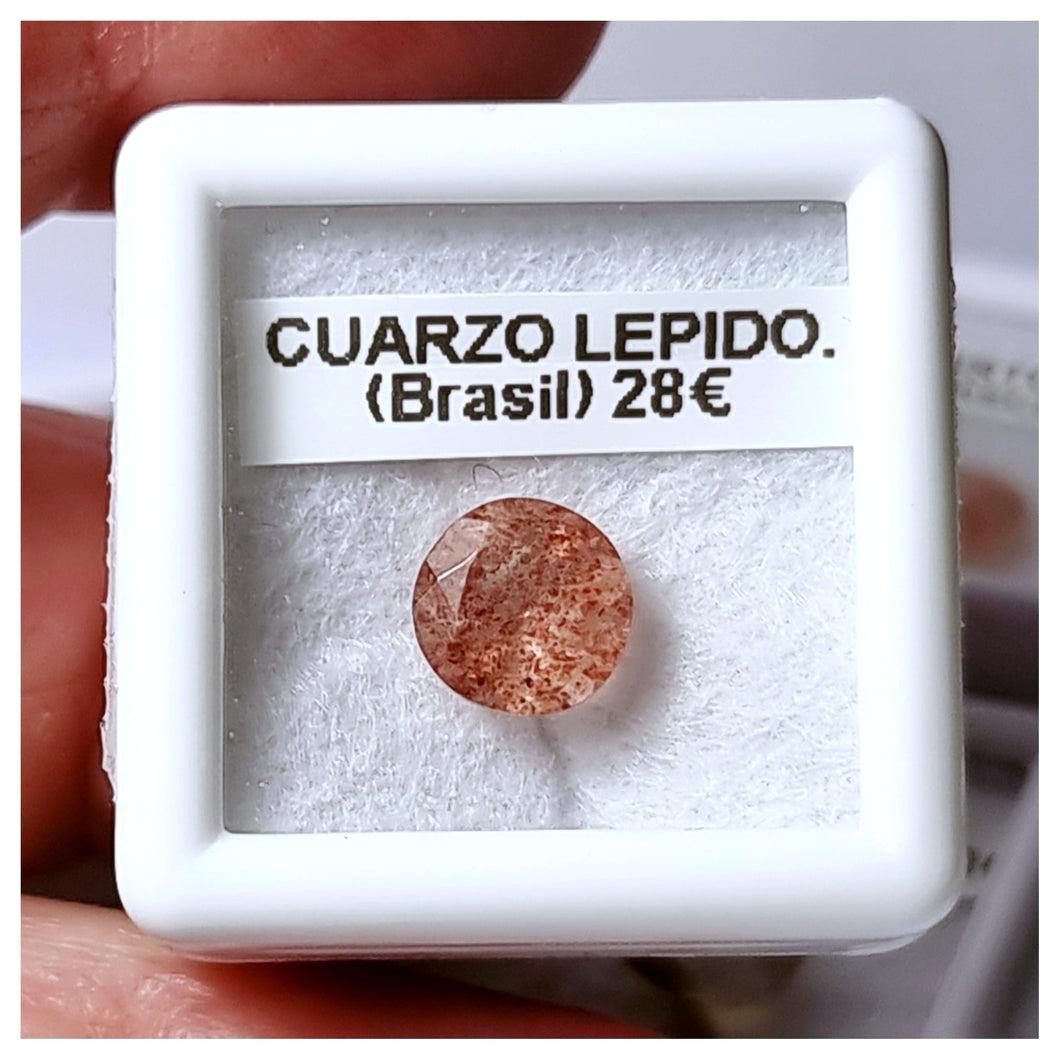 CUARZO LEPIDO.
(Brasil) 28€